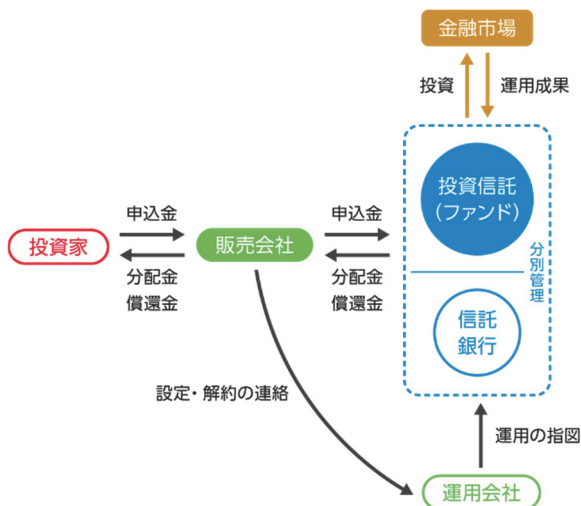 金融市場
投資
運用成果
投資信託
(ファンド)
分別管理
信託
銀行
申込金
投資家
分配金
償還金
販売会社
申込金
分配金
償還金
設定・解約の連絡
運用の指図
運用会社